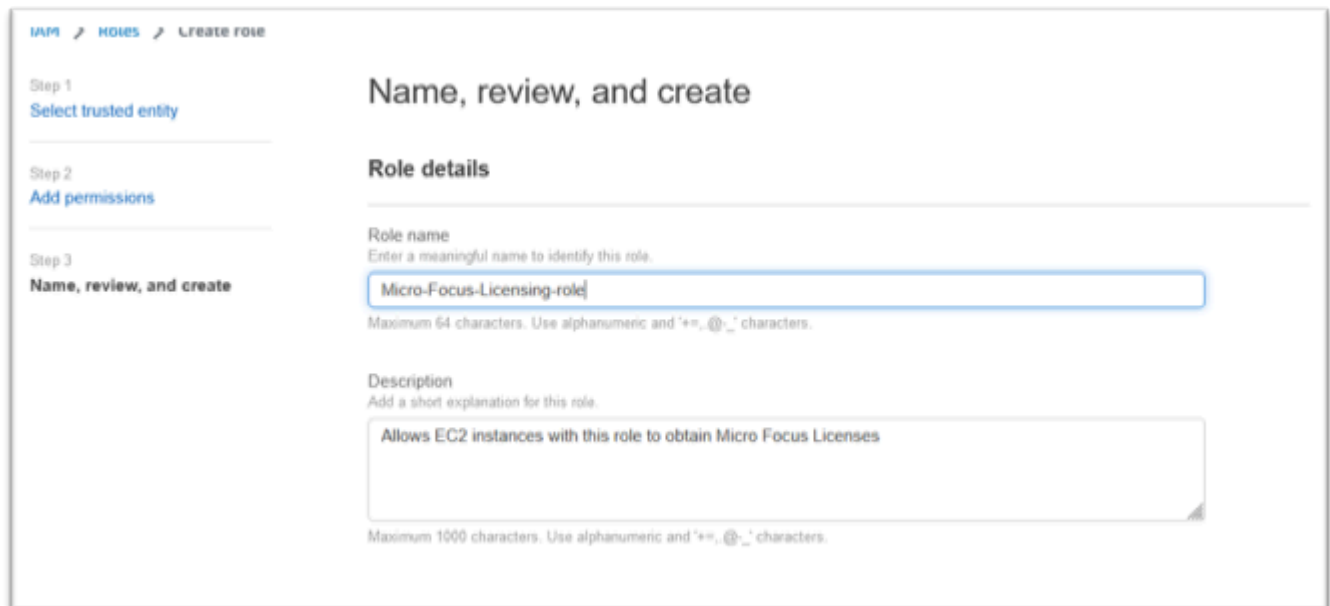 IAM > Roles > Create role
Step 1
Select trusted entity
Step 2
Add permissions
Step 3
Name, review, and create
Name, review, and create
Role details
Role name
Enter a meaningful name to identify this role.
Micro-Focus-Licensing-role
Maximum 64 characters. Use alphanumeric and '+=,.@-_' characters.
Description
Add a short explanation for this role.
Allows EC2 instances with this role to obtain Micro Focus Licenses
Maximum 1000 characters. Use alphanumeric and '+=,.@-_' characters.